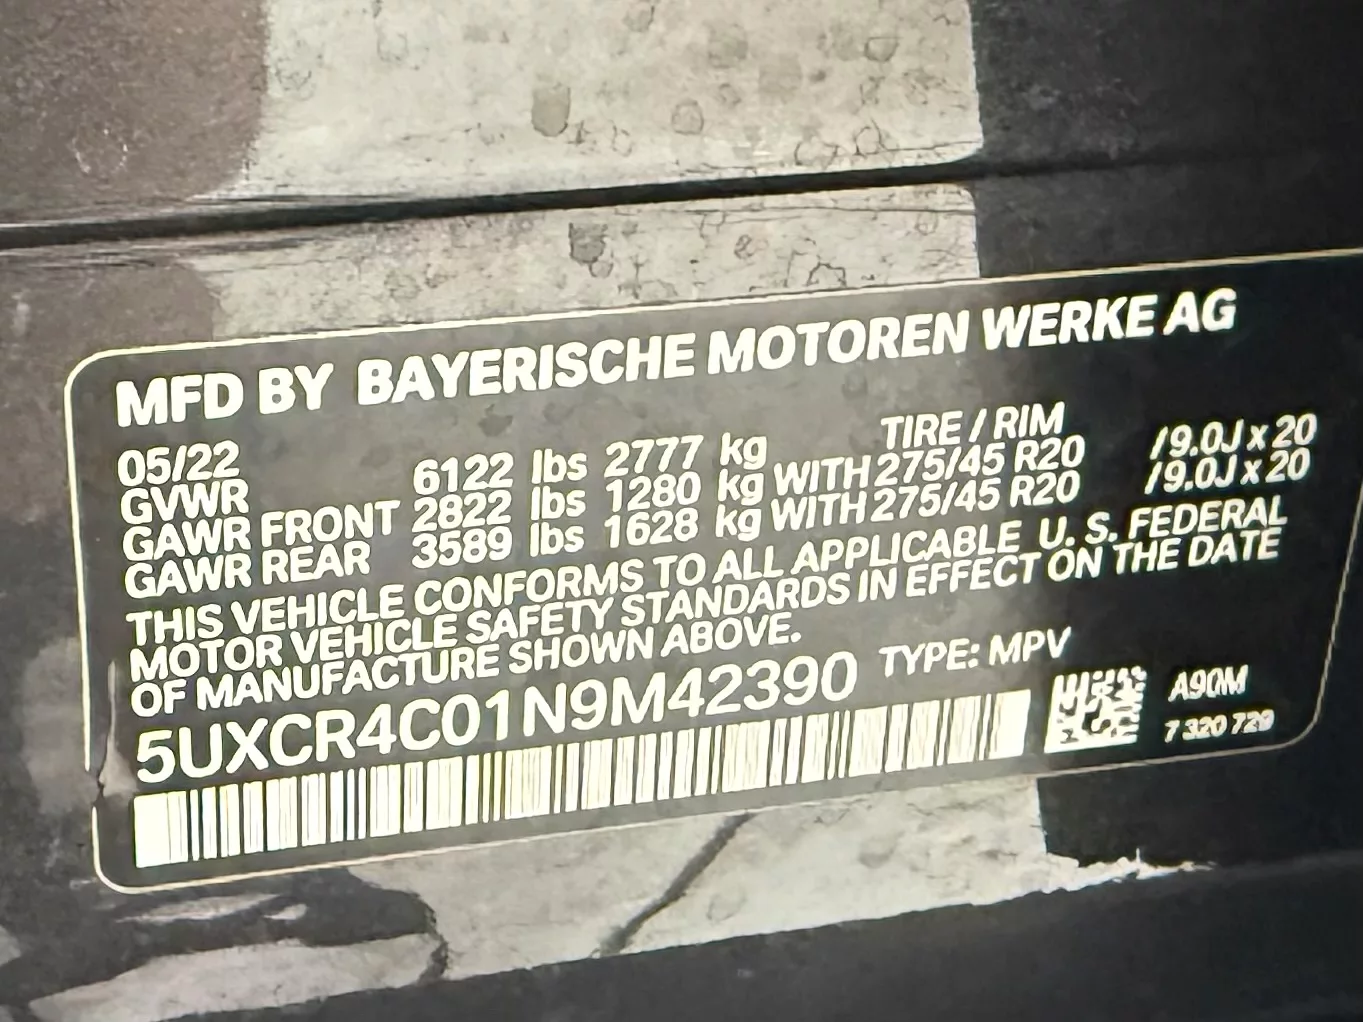 MFD BY BAYERISCHE MOTOREN WERKE AG
05/22 TIRE / RIM
GVWR 6122 lbs 2777 kg
GAWR FRONT 2822 lbs 1280 kg WITH 275/45 R20 /9.0J x 20
GAWR REAR 3589 lbs 1628 kg WITH 275/45 R20 /9.0J x 20
THIS VEHICLE CONFORMS TO ALL APPLICABLE U. S. FEDERAL
MOTOR VEHICLE SAFETY STANDARDS IN EFFECT ON THE DATE
OF MANUFACTURE SHOWN ABOVE.
5UXCR4C01N9M42390 TYPE: MPV
A90M
7 320 729